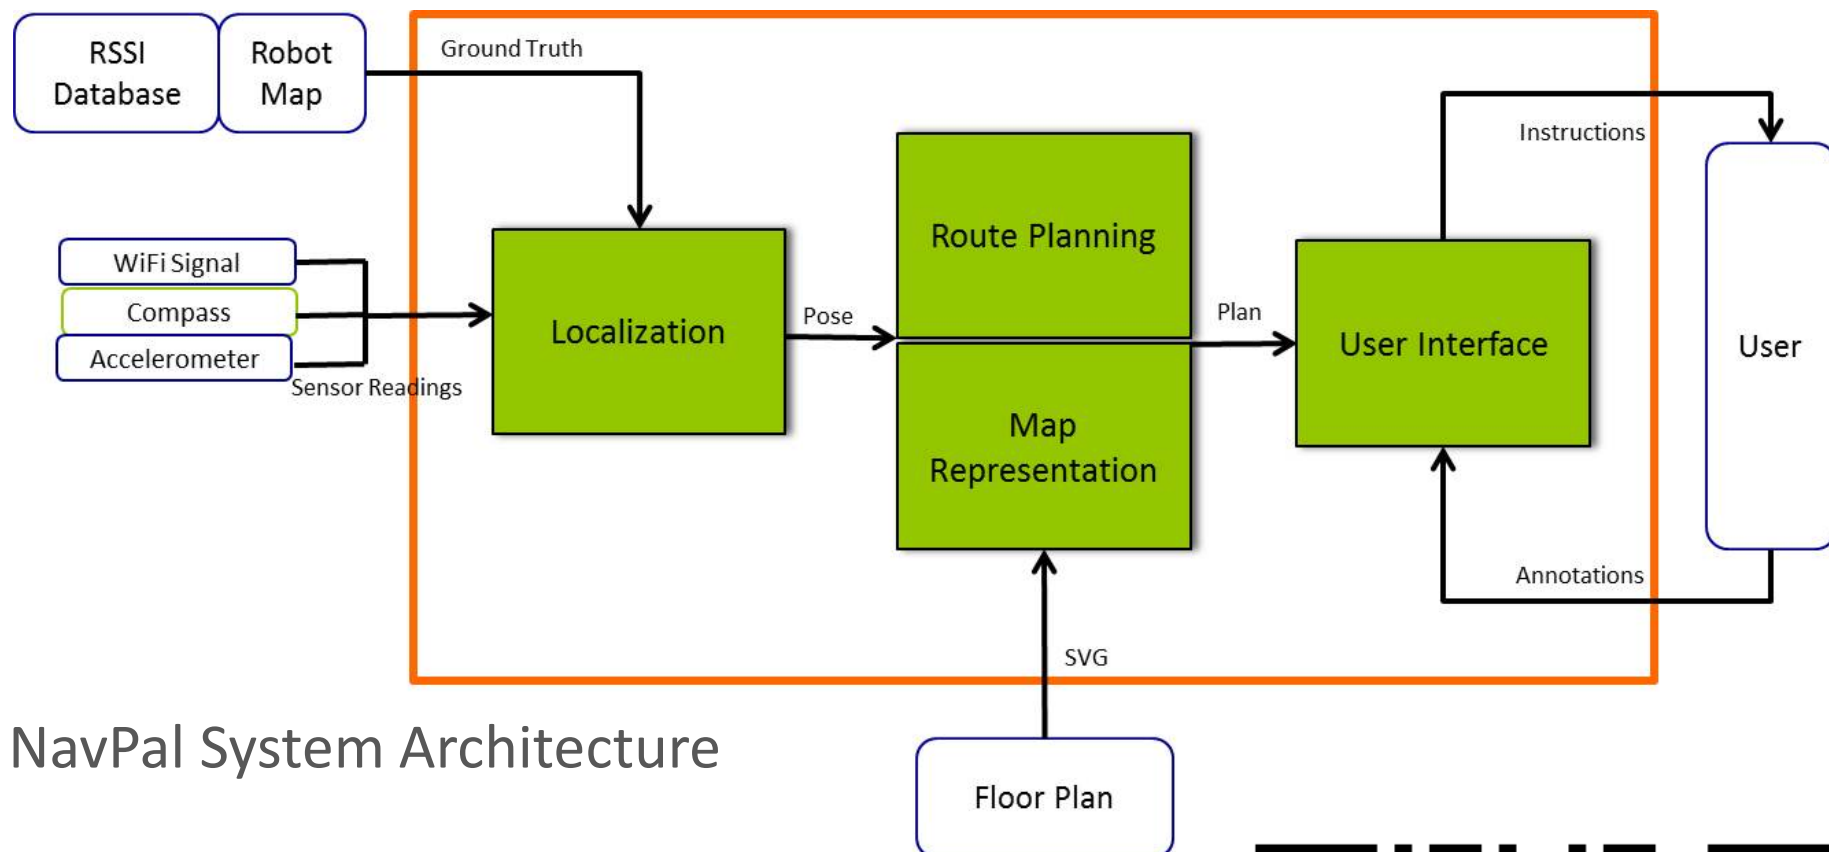 RSSI
Database
Robot
Map
Ground Truth
Instructions
WiFi Signal
Compass
Accelerometer
Sensor Readings
Localization
Pose
Route Planning
Map
Representation
Plan
User Interface
User
Annotations
SVG
Floor Plan
NavPal System Architecture